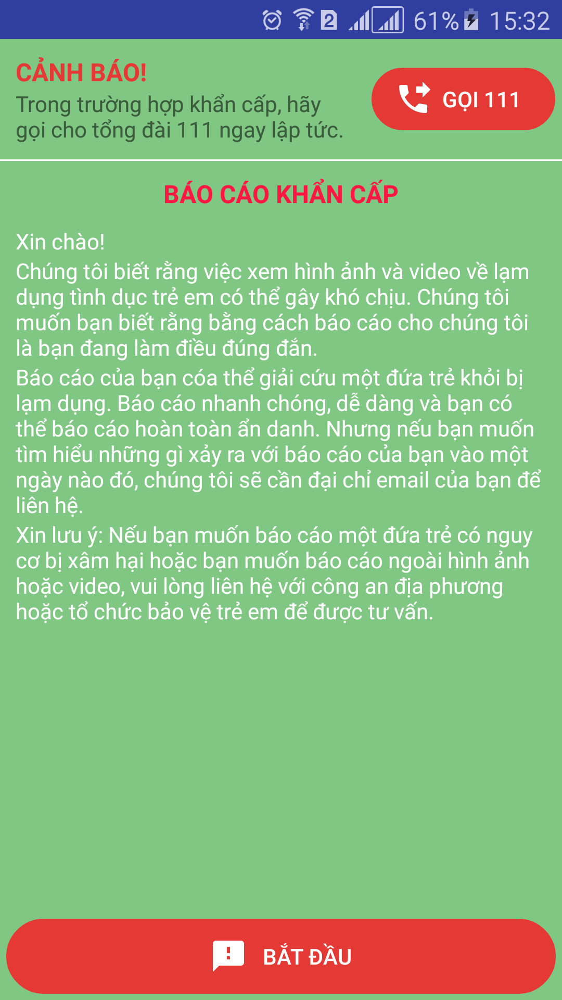 61% 15:32
CẢNH BÁO!
Trong trường hợp khẩn cấp, hãy
gọi cho tổng đài 111 ngay lập tức.
GỌI 111
BÁO CÁO KHẨN CẤP
Xin chào!
Chúng tôi biết rằng việc xem hình ảnh và video về lạm
dụng tình dục trẻ em có thể gây khó chịu. Chúng tôi
muốn bạn biết rằng bằng cách báo cáo cho chúng tôi
là bạn đang làm điều đúng đắn.
Báo cáo của bạn cóa thể giải cứu một đứa trẻ khỏi bị
lạm dụng. Báo cáo nhanh chóng, dễ dàng và bạn có
thể báo cáo hoàn toàn ẩn danh. Nhưng nếu bạn muốn
tìm hiểu những gì xảy ra với báo cáo của bạn vào một
ngày nào đó, chúng tôi sẽ cần đại chỉ email của bạn để
liên hệ.
Xin lưu ý: Nếu bạn muốn báo cáo một đứa trẻ có nguy
cơ bị xâm hại hoặc bạn muốn báo cáo ngoài hình ảnh
hoặc video, vui lòng liên hệ với công an địa phương
hoặc tổ chức bảo vệ trẻ em để được tư vấn.
BẮT ĐẦU